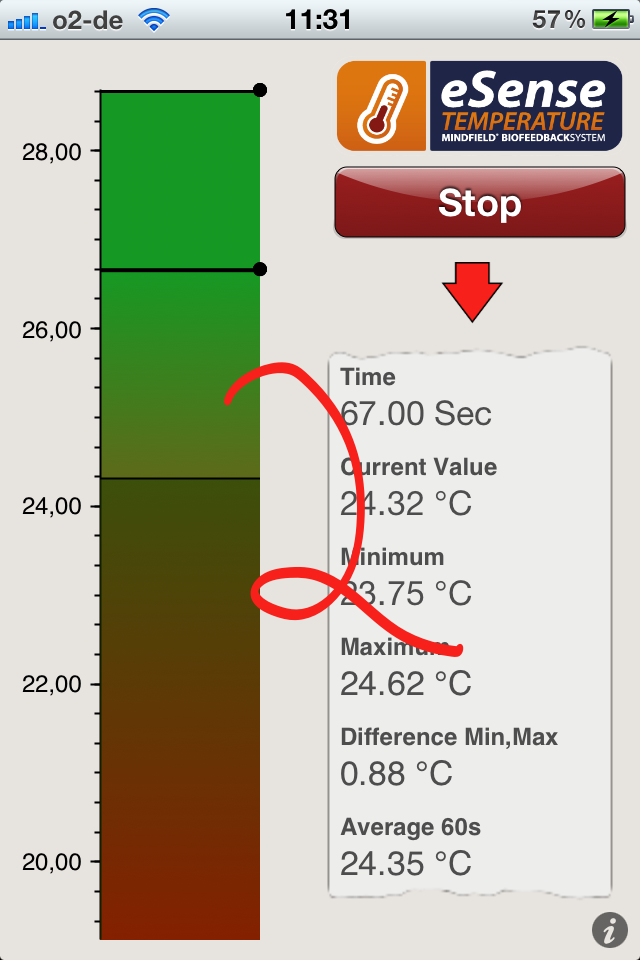 o2-de 11:31 57%
eSense
TEMPERATURE
MINDFIELD® BIOFEEDBACKSYSTEM
Stop
28,00
26,00
24,00
22,00
20,00
Time
67.00 Sec
Current Value
24.32 °C
Minimum
23.75 °C
Maximum
24.62 °C
Difference Min,Max
0.88 °C
Average 60s
24.35 °C
2
i